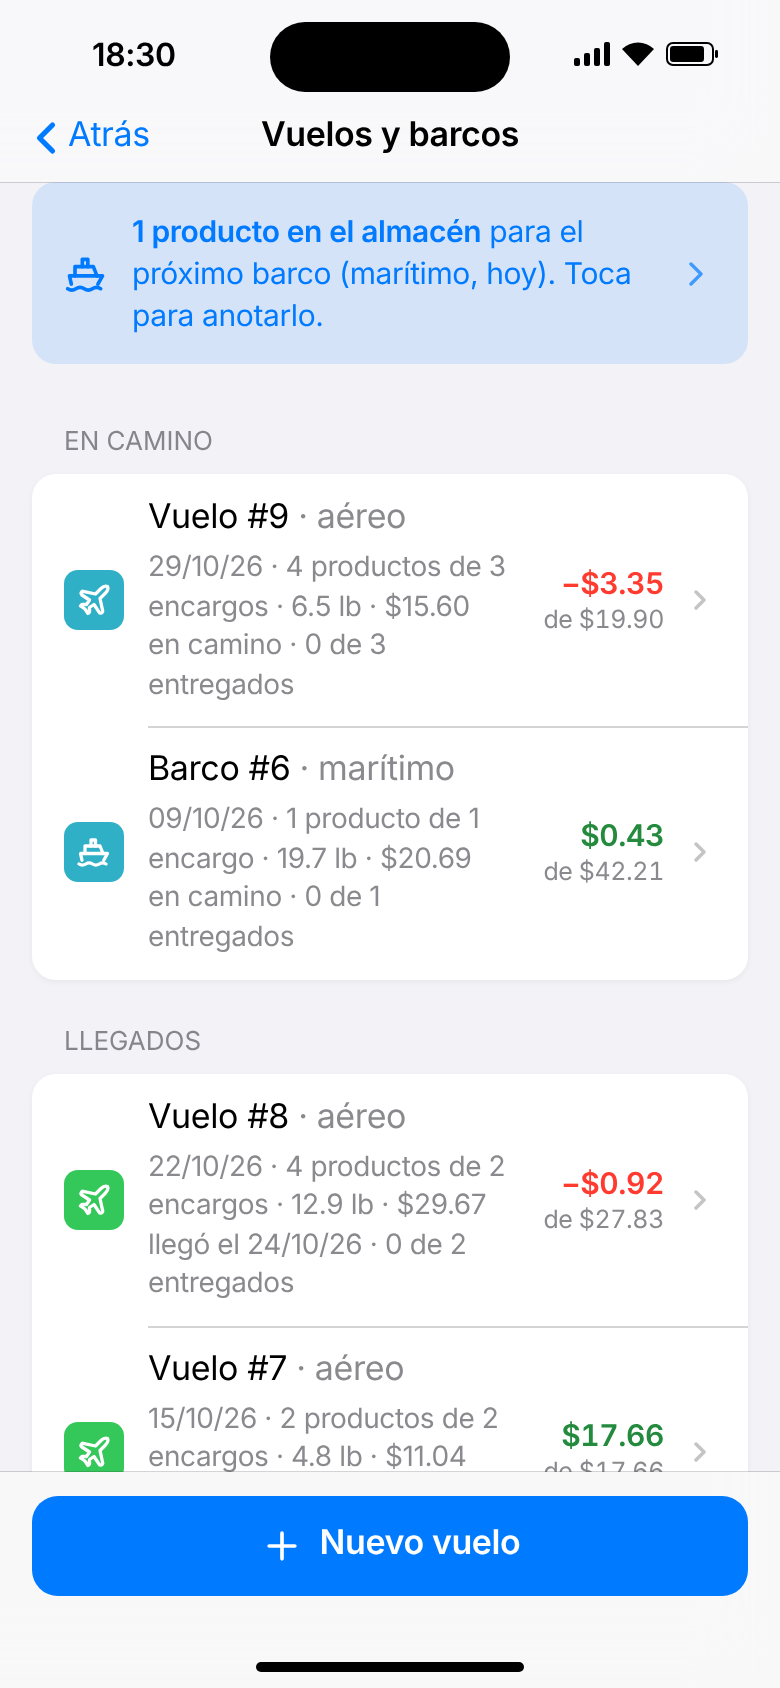 18:30
Atrás
Vuelos y barcos
1 producto en el almacén para el
próximo barco (marítimo, hoy). Toca
para anotarlo.
EN CAMINO
Vuelo #9 · aéreo
29/10/26 · 4 productos de 3
encargos · 6.5 lb · $15.60
en camino · 0 de 3
entregados
−$3.35
de $19.90
Barco #6 · marítimo
09/10/26 · 1 producto de 1
encargo · 19.7 lb · $20.69
en camino · 0 de 1
entregados
$0.43
de $42.21
LLEGADOS
Vuelo #8 · aéreo
22/10/26 · 4 productos de 2
encargos · 12.9 lb · $29.67
llegó el 24/10/26 · 0 de 2
entregados
−$0.92
de $27.83
Vuelo #7 · aéreo
15/10/26 · 2 productos de 2
encargos · 4.8 lb · $11.04
$17.66
de $17.66
+ Nuevo vuelo